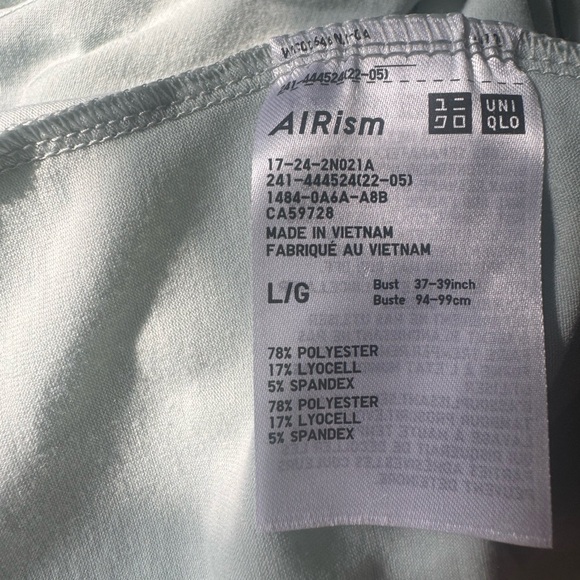 241-444524(22-05)
AIRism
ユニ
クロ
UNI
QLO
17-24-2N021A
241-444524(22-05)
1484-0A6A-A8B
CA59728
MADE IN VIETNAM
FABRIQUÉ AU VIETNAM
L/G
Bust 37-39inch
Buste 94-99cm
78% POLYESTER
17% LYOCELL
5% SPANDEX
78% POLYESTER
17% LYOCELL
5% SPANDEX